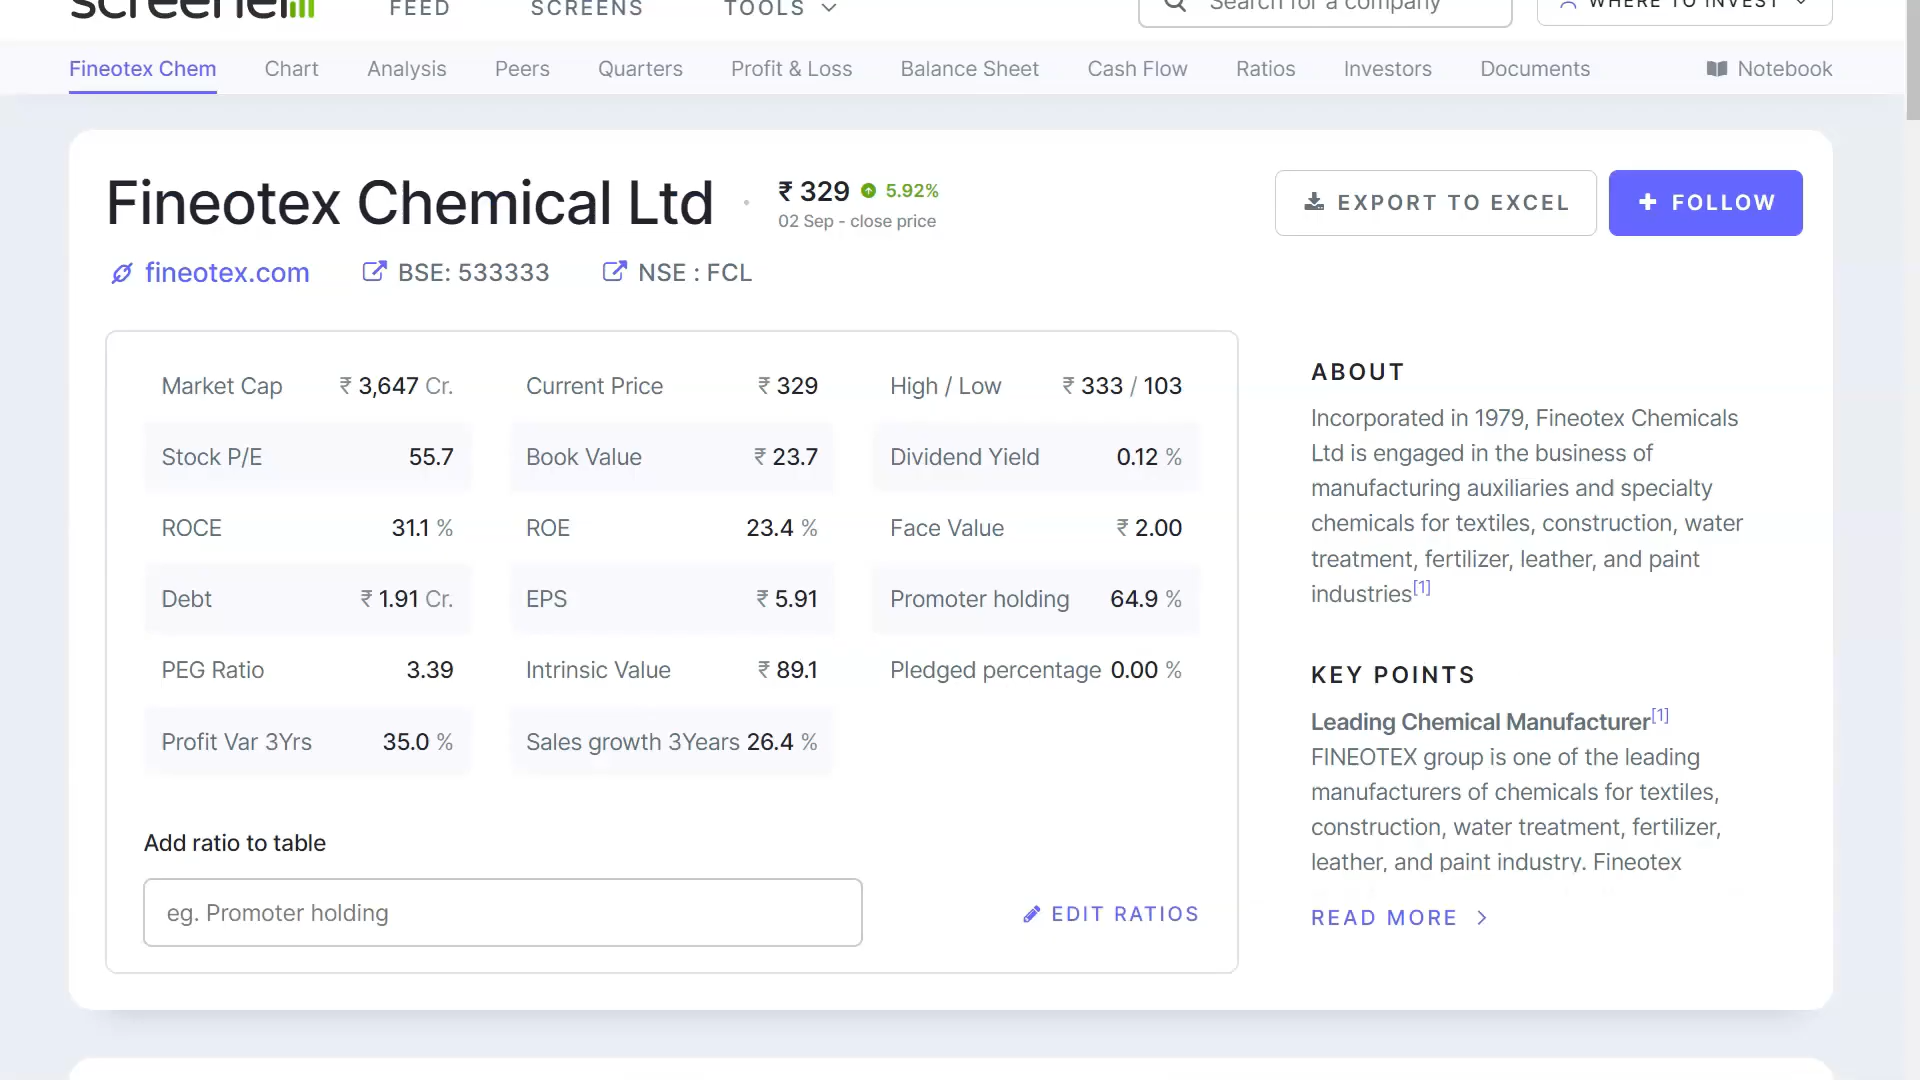 screener
FEED
SCREENS
TOOLS
Search for a company
WHERE TO INVEST
Fineotex Chem
Chart
Analysis
Peers
Quarters
Profit & Loss
Balance Sheet
Cash Flow
Ratios
Investors
Documents
Notebook
Fineotex Chemical Ltd
₹ 329 5.92%
02 Sep - close price
EXPORT TO EXCEL
+ FOLLOW
fineotex.com
BSE: 533333
NSE : FCL
Market Cap ₹ 3,647 Cr.
Current Price ₹ 329
High / Low ₹ 333 / 103
Stock P/E 55.7
Book Value ₹ 23.7
Dividend Yield 0.12 %
ROCE 31.1 %
ROE 23.4 %
Face Value ₹ 2.00
Debt ₹ 1.91 Cr.
EPS ₹ 5.91
Promoter holding 64.9 %
PEG Ratio 3.39
Intrinsic Value ₹ 89.1
Pledged percentage 0.00 %
Profit Var 3Yrs 35.0 %
Sales growth 3Years 26.4 %
Add ratio to table
eg. Promoter holding
EDIT RATIOS
ABOUT
Incorporated in 1979, Fineotex Chemicals
Ltd is engaged in the business of
manufacturing auxiliaries and specialty
chemicals for textiles, construction, water
treatment, fertilizer, leather, and paint
industries[1]
KEY POINTS
Leading Chemical Manufacturer[1]
FINEOTEX group is one of the leading
manufacturers of chemicals for textiles,
construction, water treatment, fertilizer,
leather, and paint industry. Fineotex
READ MORE